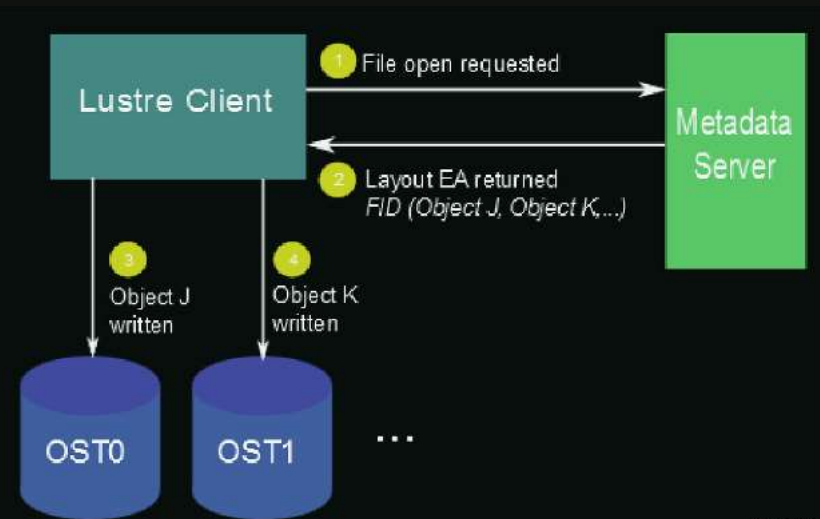 Lustre Client
1 File open requested
Metadata
Server
2 Layout EA returned
FID (Object J, Object K,...)
3
Object J
written
4
Object K
written
OST0
OST1
...